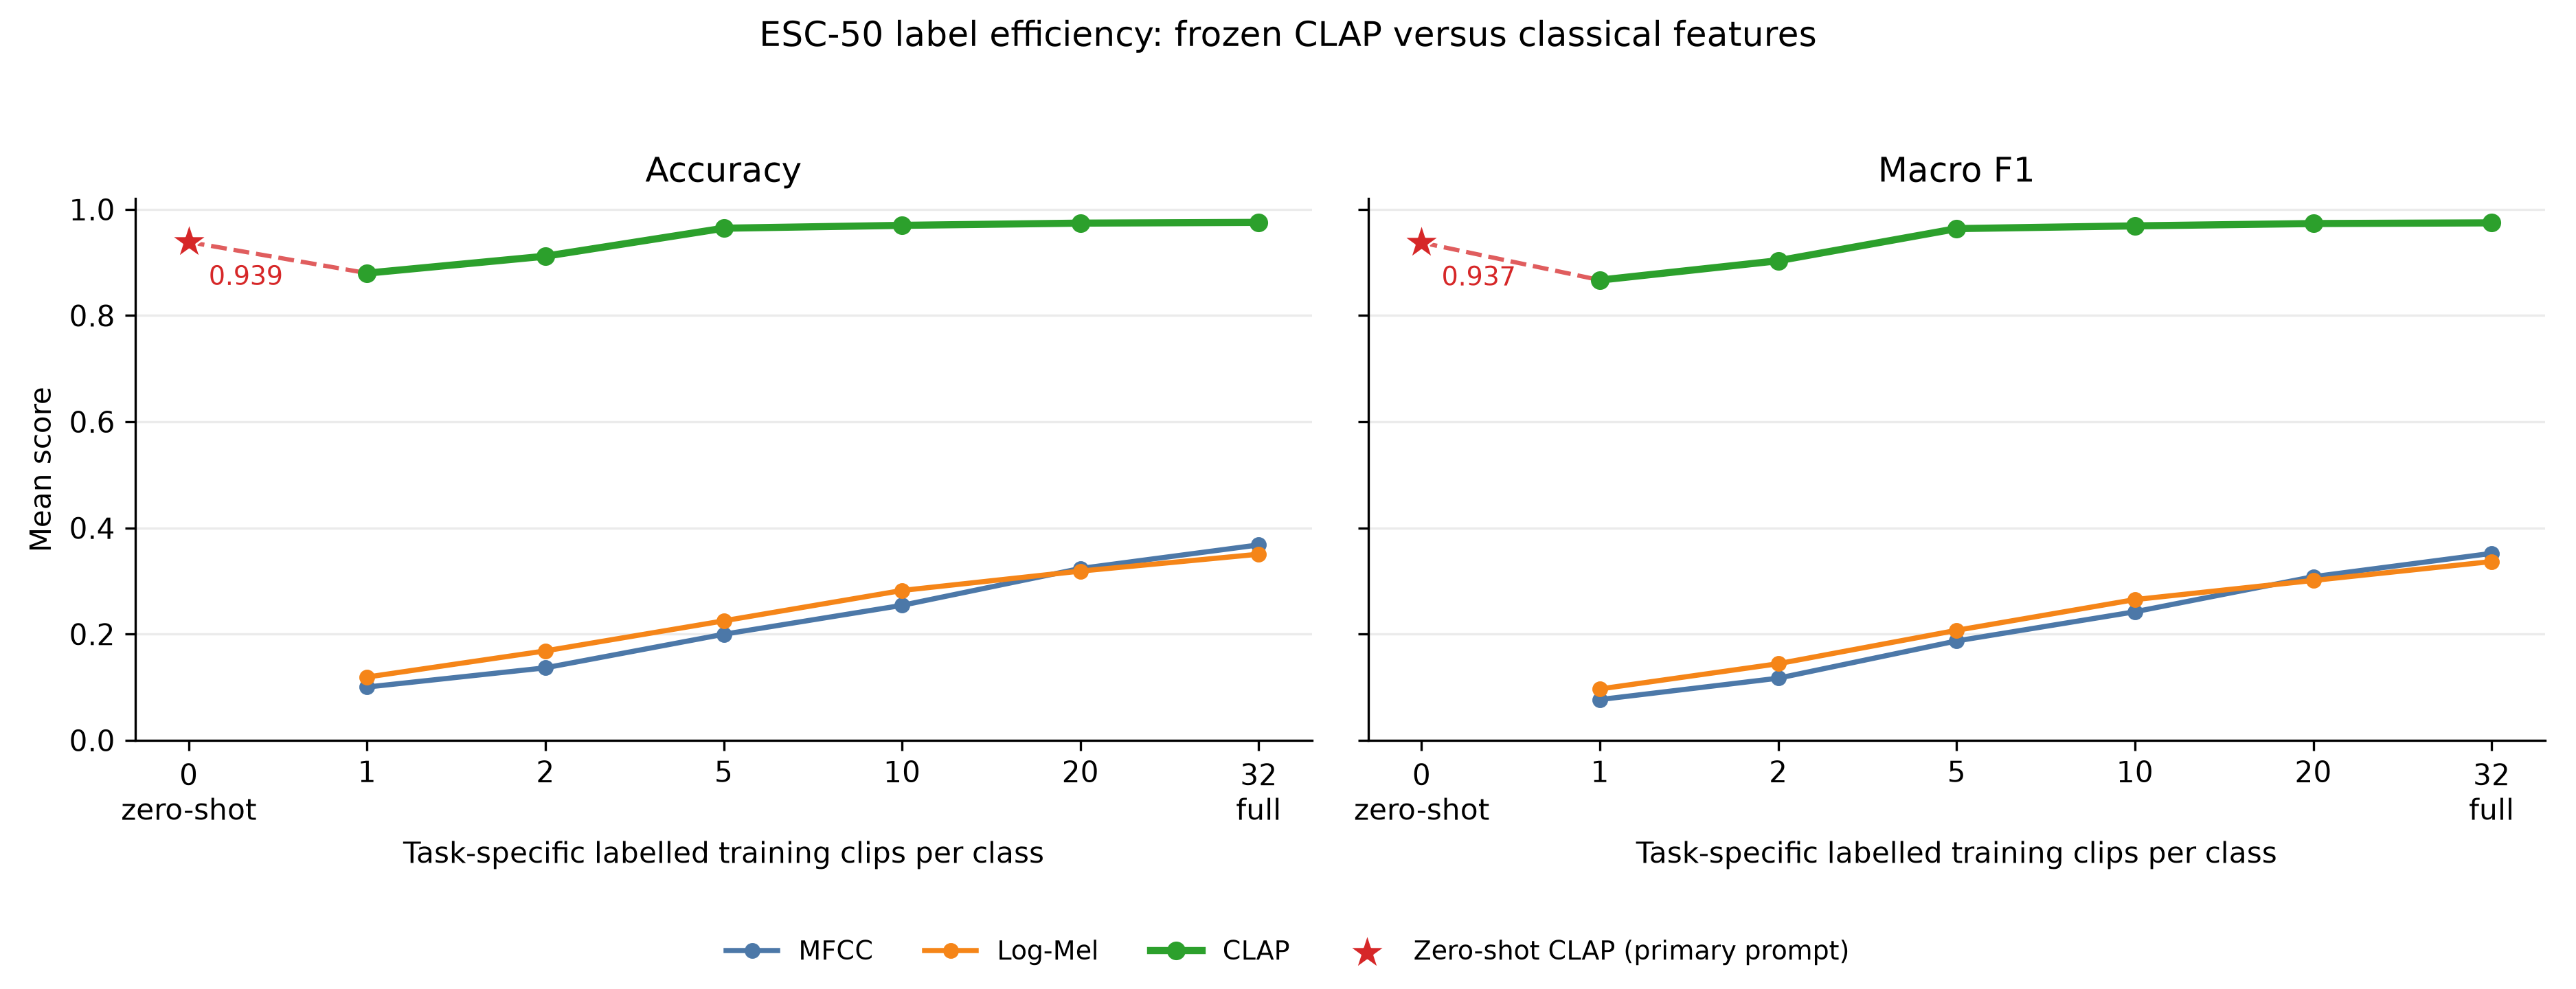 ESC-50 label efficiency: frozen CLAP versus classical features
Accuracy
Mean score
1.0
0.8
0.6
0.4
0.2
0.0
0.939
0 1 2 5 10 20 32
zero-shot full
Task-specific labelled training clips per class
Macro F1
0.937
0 1 2 5 10 20 32
zero-shot full
Task-specific labelled training clips per class
MFCC Log-Mel CLAP Zero-shot CLAP (primary prompt)